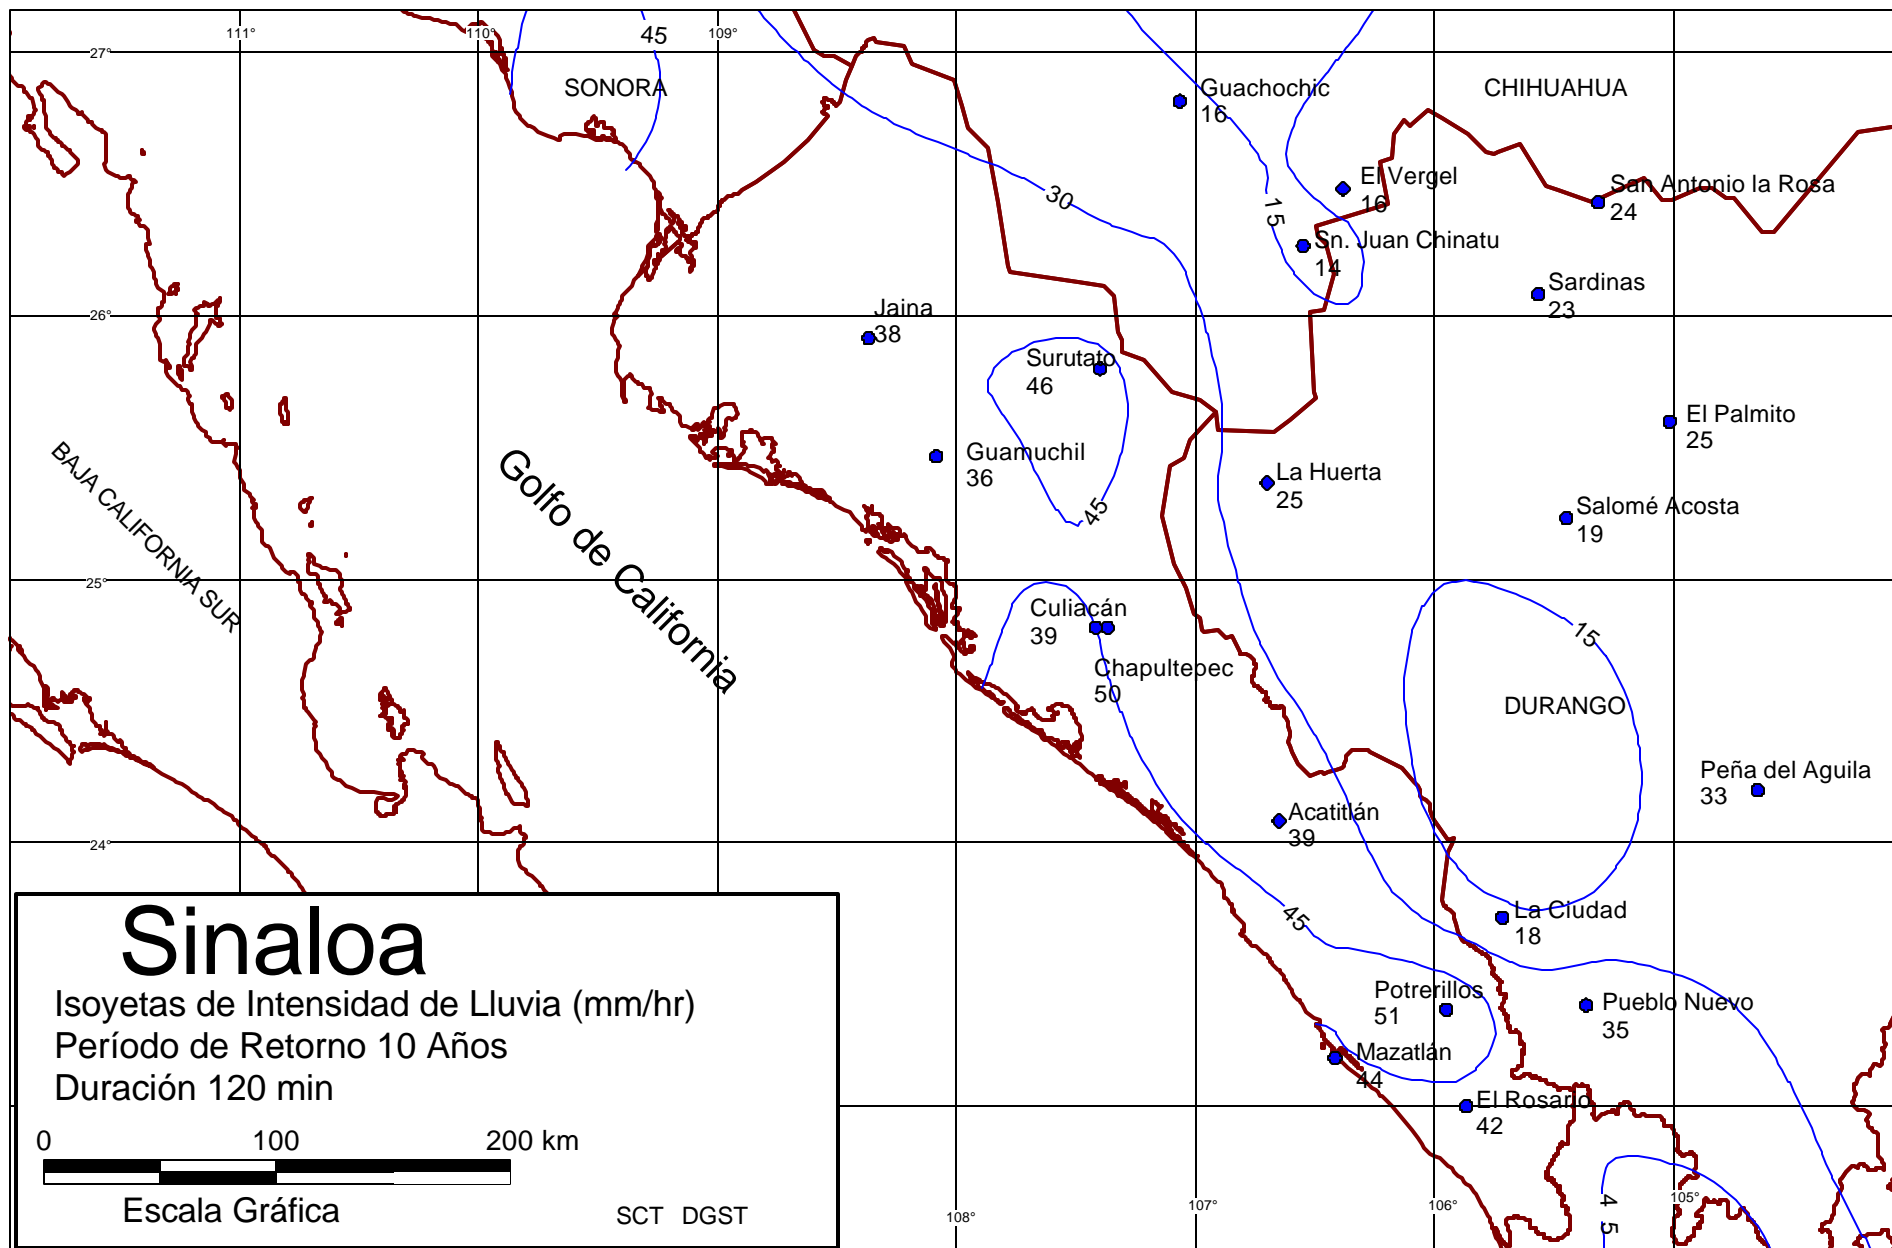 111°
110°
45
109°
27°
SONORA
Guachochic
16
CHIHUAHUA
El Vergel
16
San Antonio la Rosa
24
30
15
Sn. Juan Chinatu
14
Sardinas
23
26°
Jaina
38
Surutato
46
El Palmito
25
BAJA CALIFORNIA SUR
Golfo de California
Guamuchil
36
45
La Huerta
25
Salomé Acosta
19
25°
Culiacán
39
15
Chapultepec
50
DURANGO
Peña del Aguila
33
Acatitlán
39
24°
45
La Ciudad
18
Potrerillos
51
Pueblo Nuevo
35
Mazatlán
44
El Rosario
42
Sinaloa
Isoyetas de Intensidad de Lluvia (mm/hr)
Período de Retorno 10 Años
Duración 120 min
0 100 200 km
Escala Gráfica
SCT DGST
108°
107°
106°
105°
45